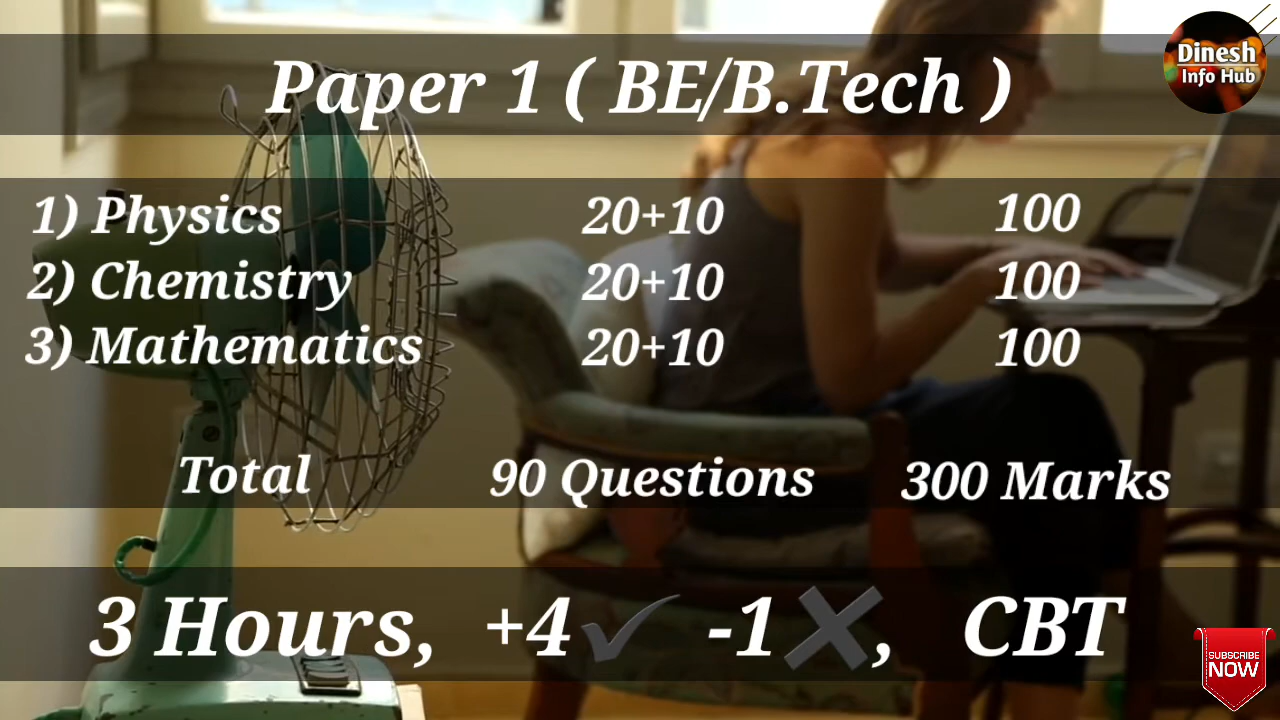 Dinesh
Info Hub
Paper 1 ( BE/B.Tech )
1) Physics 20+10 100
2) Chemistry 20+10 100
3) Mathematics 20+10 100
Total 90 Questions 300 Marks
3 Hours, +4✓ -1✕, CBT
SUBSCRIBE
NOW